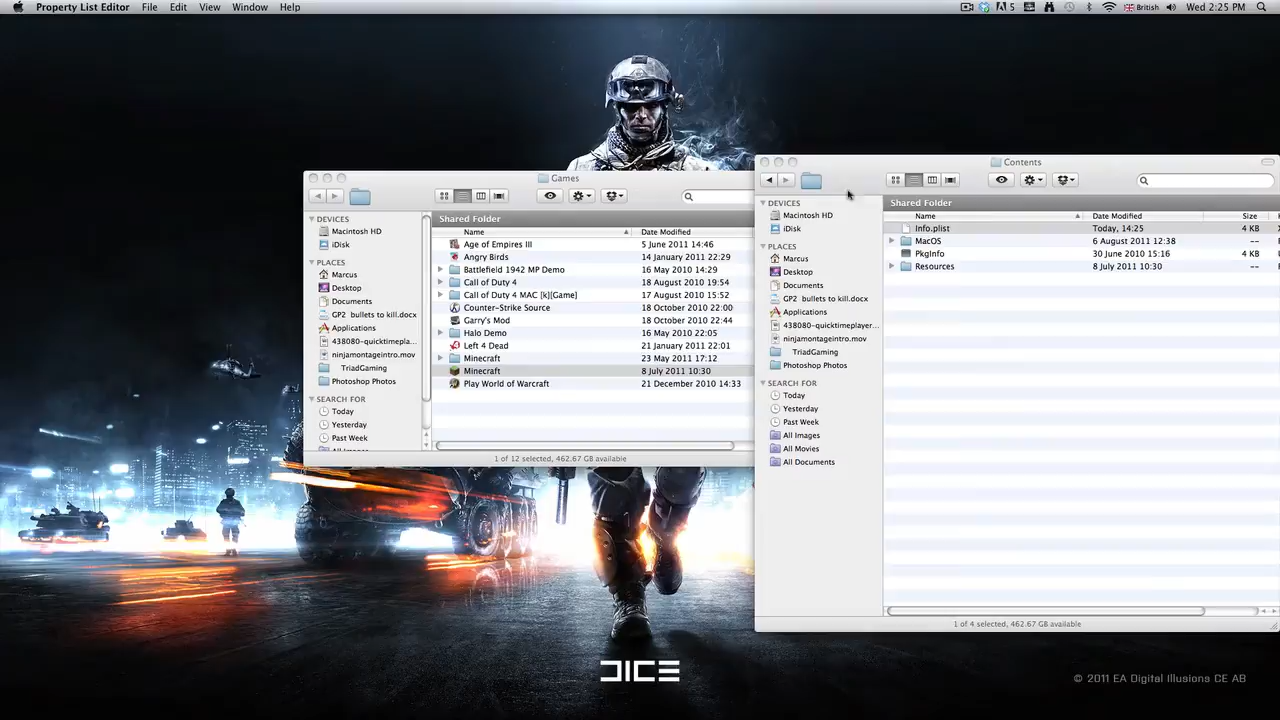 Property List Editor File Edit View Window Help
5 British Wed 2:25 PM
Games
DEVICES
Macintosh HD
iDisk
PLACES
Marcus
Desktop
Documents
GP2 bullets to kill.docx
Applications
438080-quicktimepla...
ninjamontageintro.mov
TriadGaming
Photoshop Photos
SEARCH FOR
Today
Yesterday
Past Week
Shared Folder
Name Date Modified
Age of Empires III 5 June 2011 14:46
Angry Birds 14 January 2011 22:29
Battlefield 1942 MP Demo 16 May 2010 14:29
Call of Duty 4 18 August 2010 19:54
Call of Duty 4 MAC [k][Game] 17 August 2010 15:52
Counter-Strike Source 18 October 2010 22:00
Garry's Mod 18 October 2010 22:44
Halo Demo 16 May 2010 22:05
Left 4 Dead 21 January 2011 22:01
Minecraft 23 May 2011 17:12
Minecraft 8 July 2011 10:30
Play World of Warcraft 21 December 2010 14:33
1 of 12 selected, 462.67 GB available
Contents
DEVICES
Macintosh HD
iDisk
PLACES
Marcus
Desktop
Documents
GP2 bullets to kill.docx
Applications
438080-quicktimeplayer...
ninjamontageintro.mov
TriadGaming
Photoshop Photos
SEARCH FOR
Today
Yesterday
Past Week
All Images
All Movies
All Documents
Shared Folder
Name Date Modified Size
Info.plist Today, 14:25 4 KB
MacOS 6 August 2011 12:38 --
PkgInfo 30 June 2010 15:16 4 KB
Resources 8 July 2011 10:30 --
1 of 4 selected, 462.67 GB available
DICE
© 2011 EA Digital Illusions CE AB